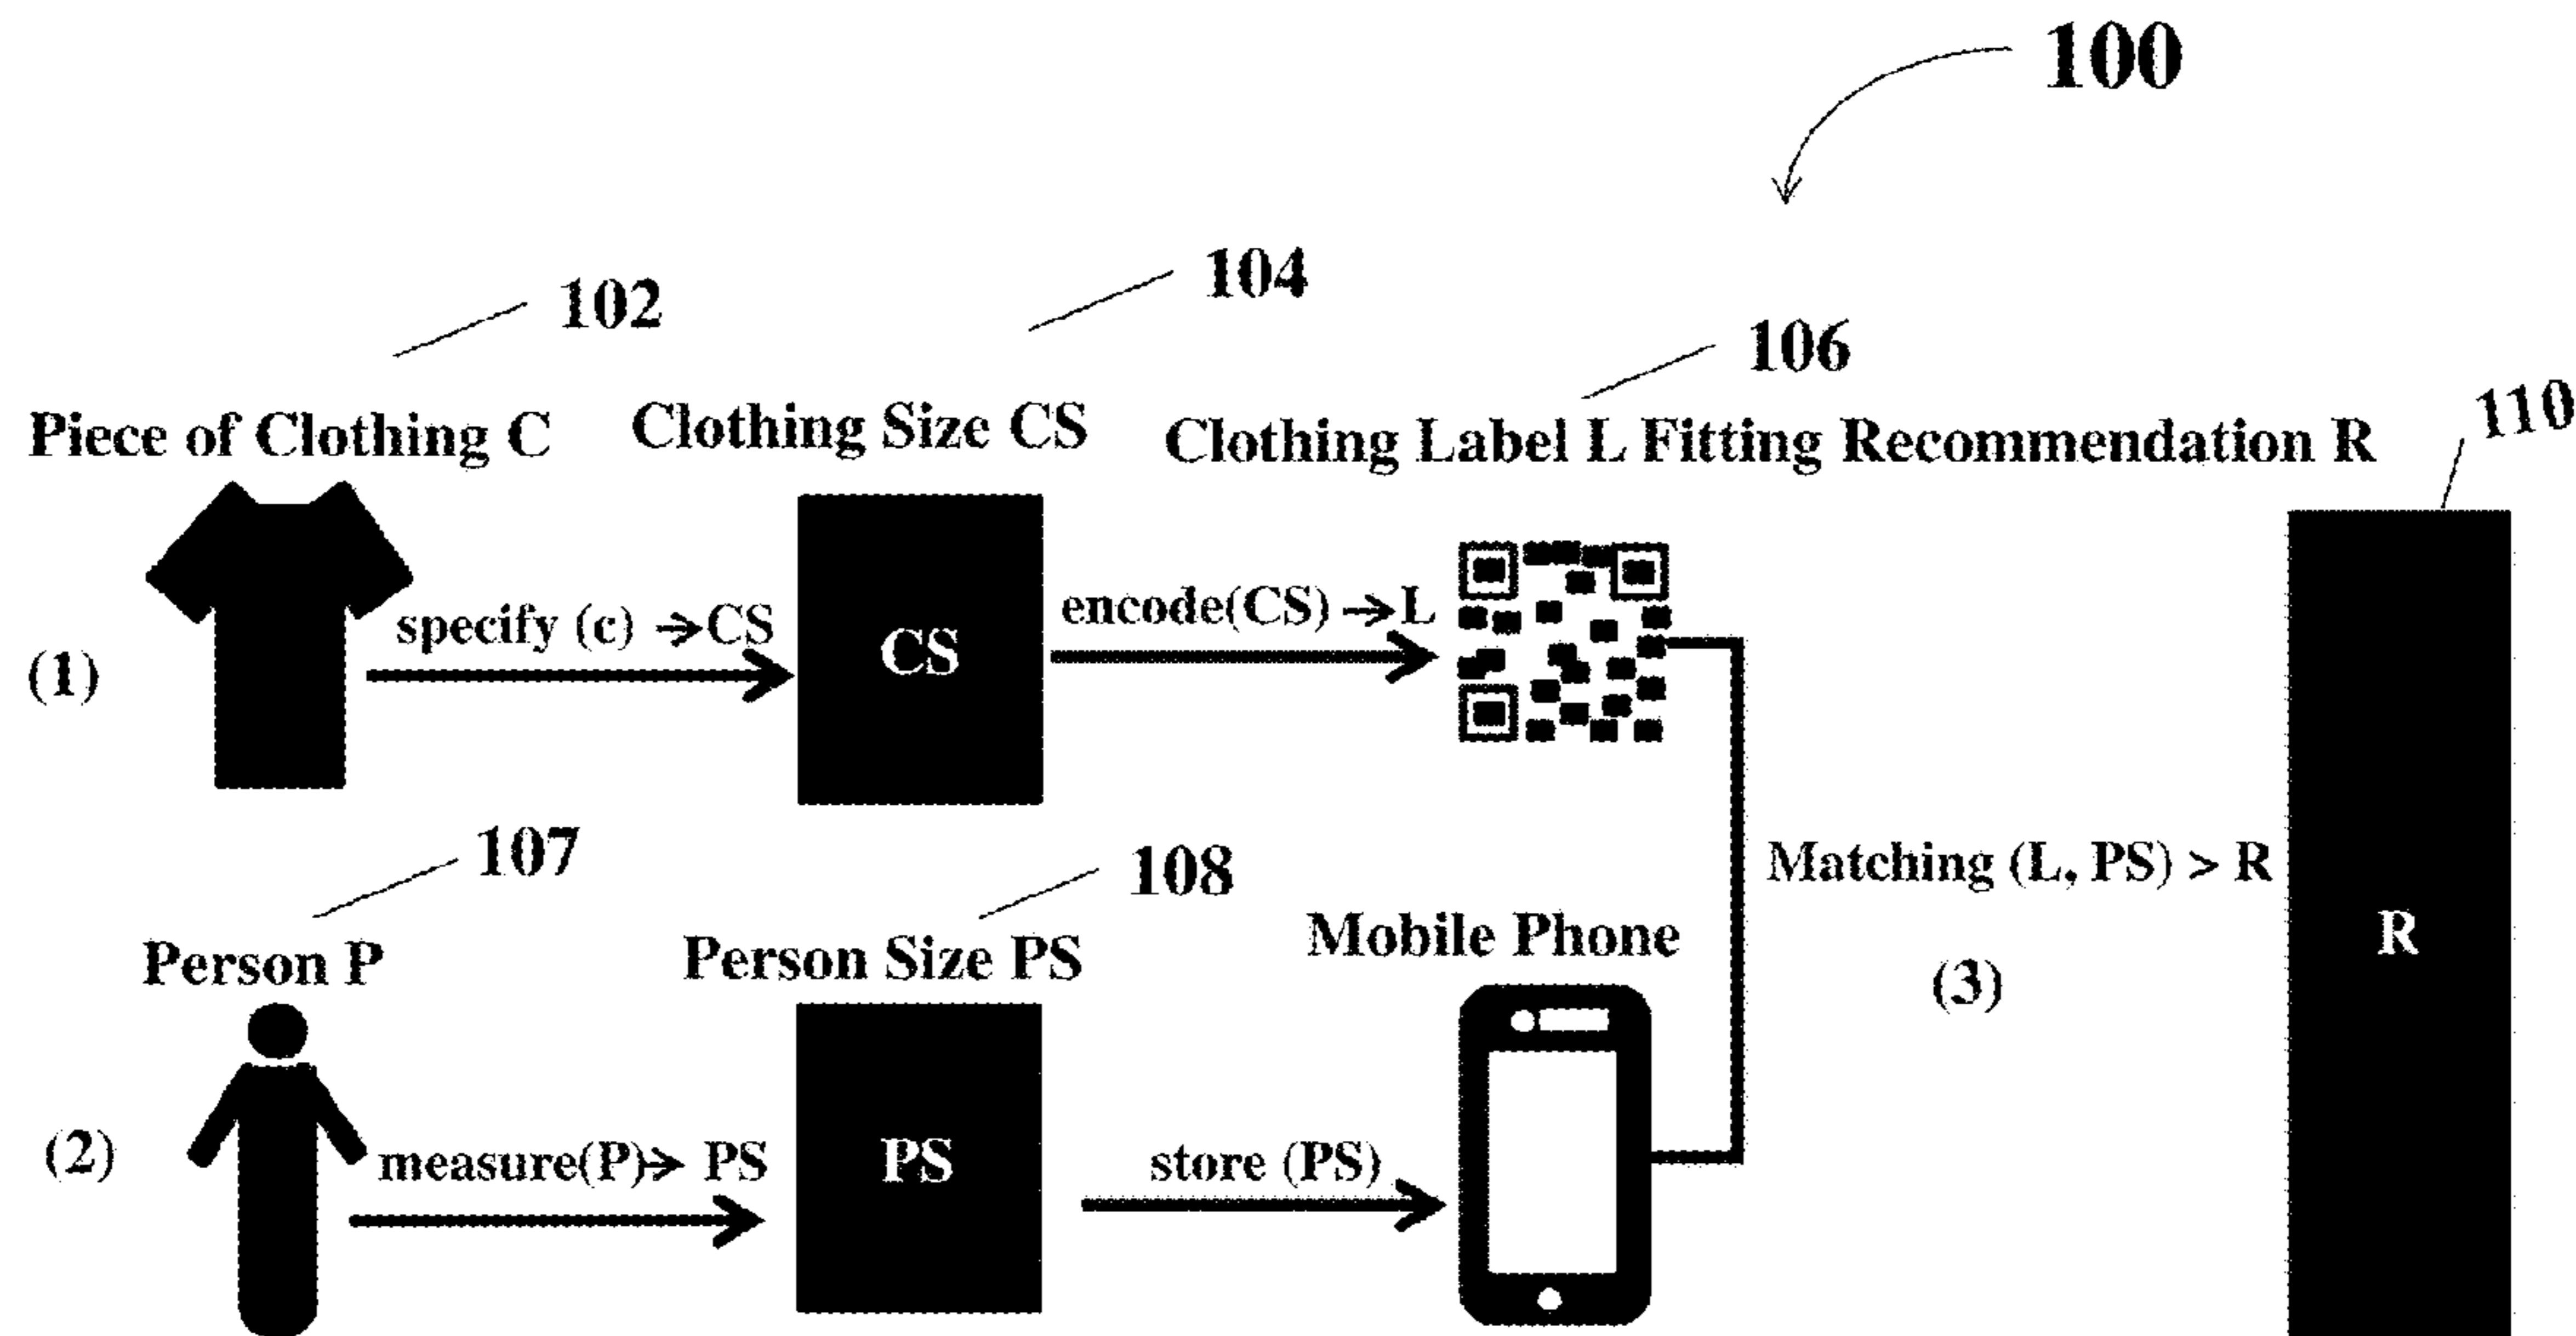 100
102
104
106
110
Piece of Clothing C
Clothing Size CS
Clothing Label L Fitting Recommendation R
(1)
specify (c) →CS
CS
encode(CS) →L
107
108
Matching (L, PS) > R
(3)
R
Person P
Person Size PS
Mobile Phone
(2)
measure(P)→ PS
PS
store (PS)